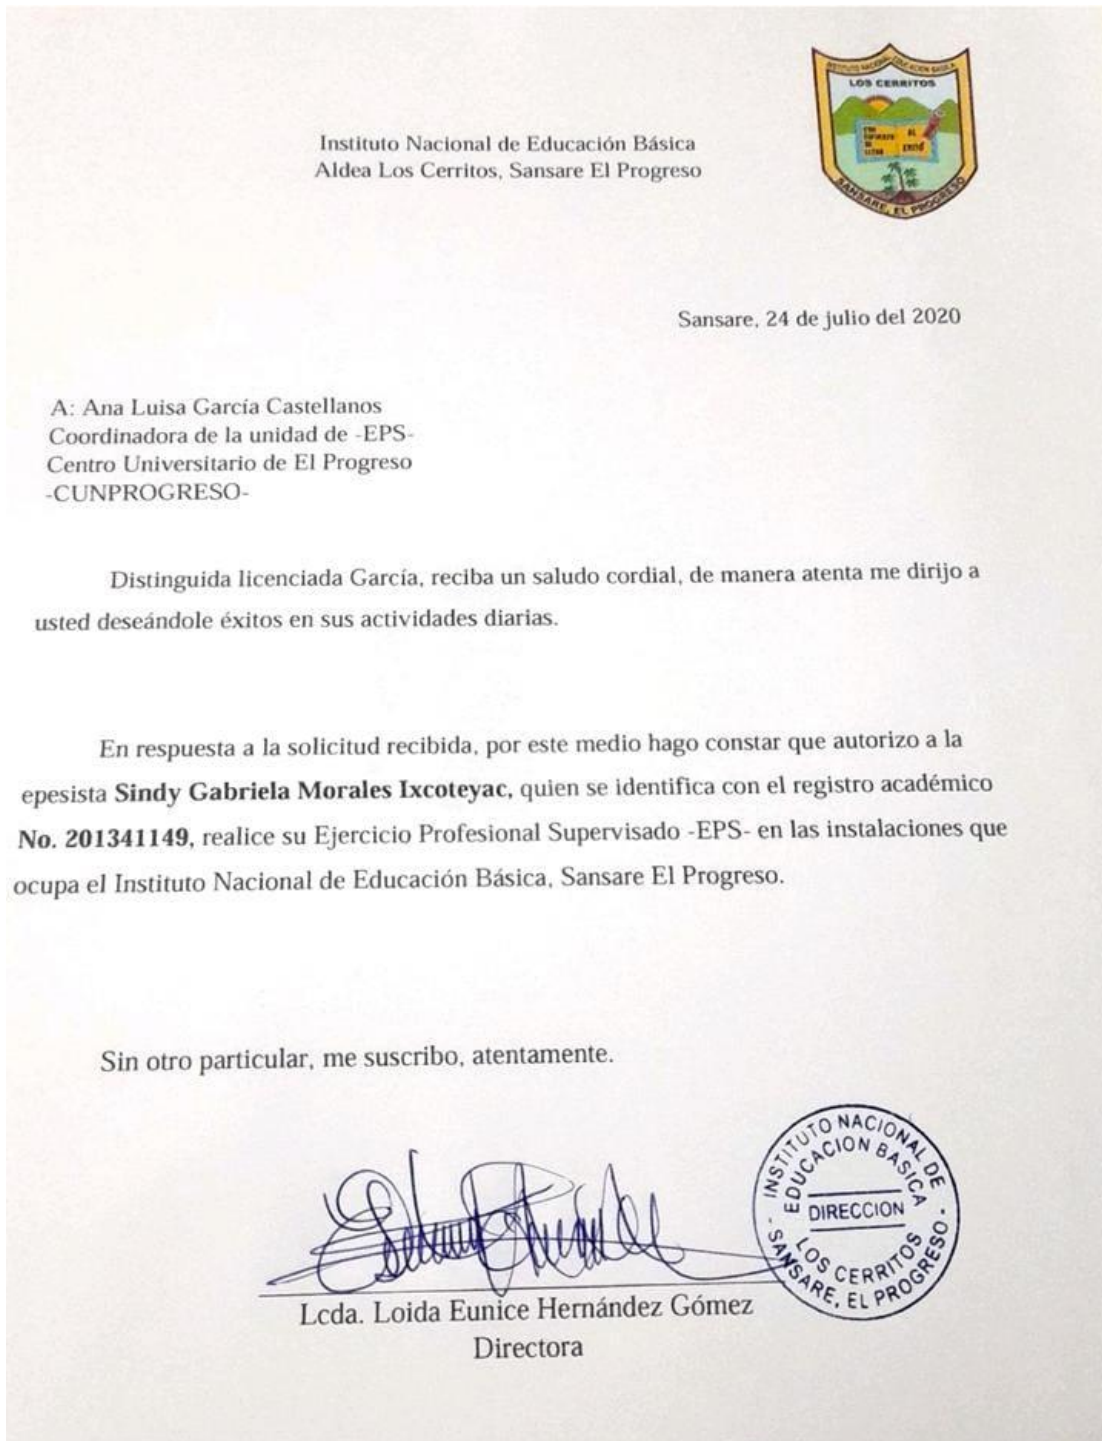 INSTITUTO NACIONAL EDUCACION BASICA
LOS CERRITOS
AL
SANSARE, EL PROGRESO
Instituto Nacional de Educación Básica
Aldea Los Cerritos, Sansare El Progreso
Sansare, 24 de julio del 2020
A: Ana Luisa García Castellanos
Coordinadora de la unidad de -EPS-
Centro Universitario de El Progreso
-CUNPROGRESO-
Distinguida licenciada García, reciba un saludo cordial, de manera atenta me dirijo a
usted deseándole éxitos en sus actividades diarias.
En respuesta a la solicitud recibida, por este medio hago constar que autorizo a la
epesista Sindy Gabriela Morales Ixcoteyac, quien se identifica con el registro académico
No. 201341149, realice su Ejercicio Profesional Supervisado -EPS- en las instalaciones que
ocupa el Instituto Nacional de Educación Básica, Sansare El Progreso.
Sin otro particular, me suscribo, atentamente.
INSTITUTO NACIONAL DE
EDUCACION BASICA
DIRECCION
LOS CERRITOS
- SANSARE, EL PROGRESO.-
Lcda. Loida Eunice Hernández Gómez
Directora